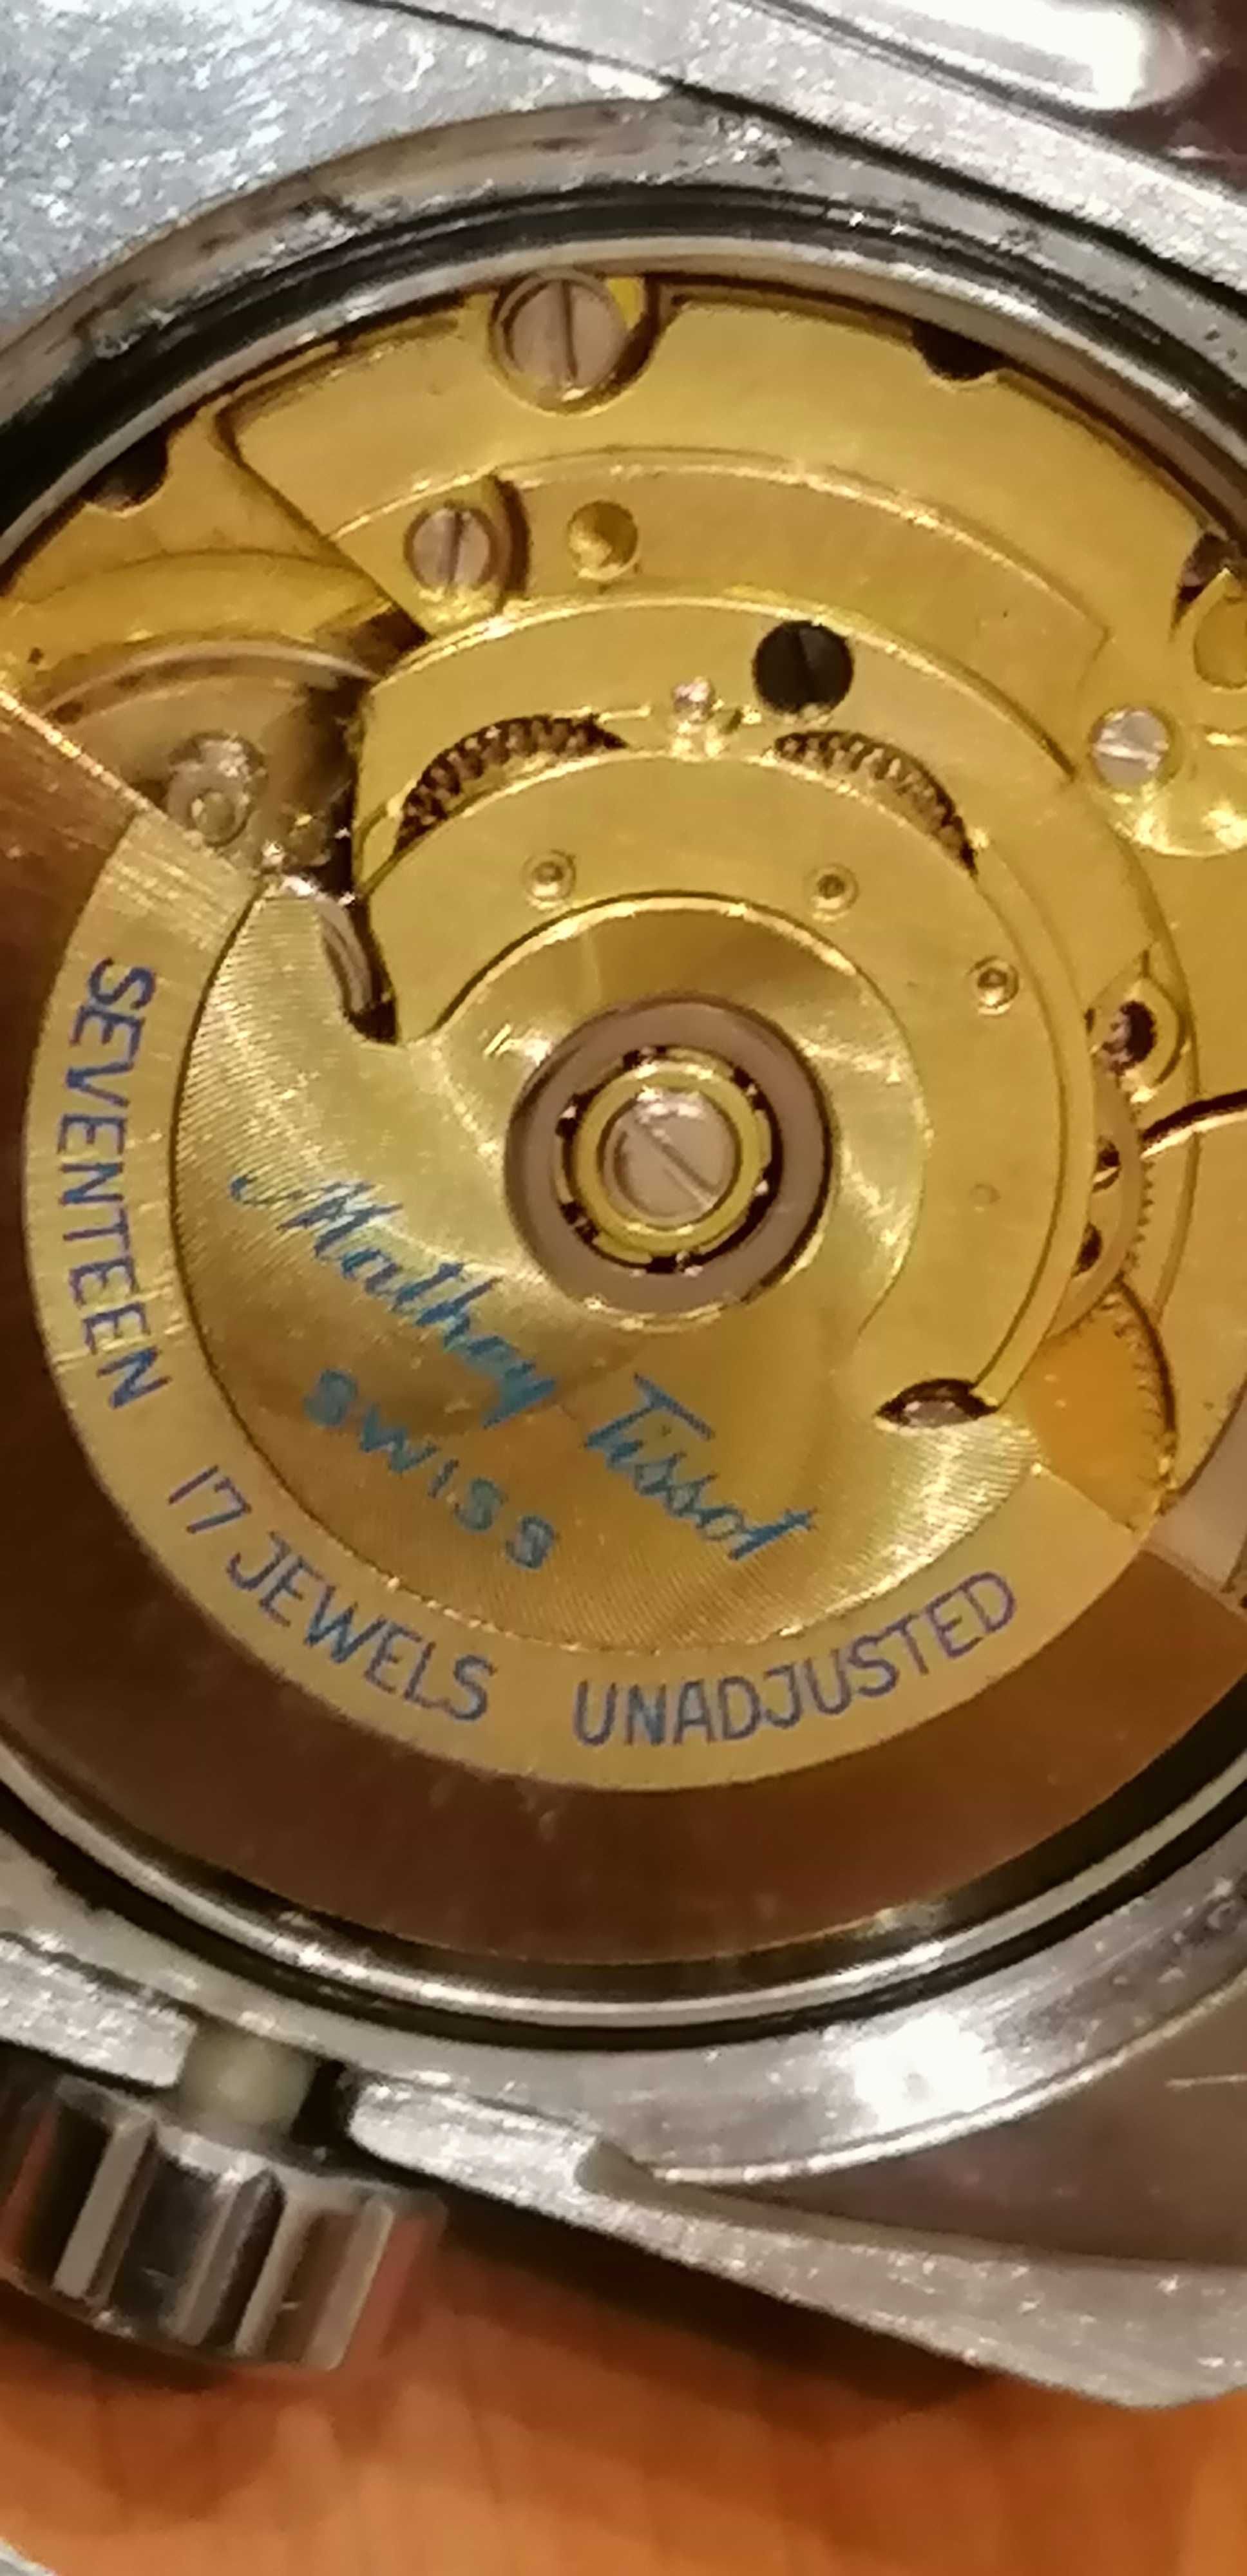 Mathey Tissot
SWISS
SEVENTEEN 17 JEWELS UNADJUSTED